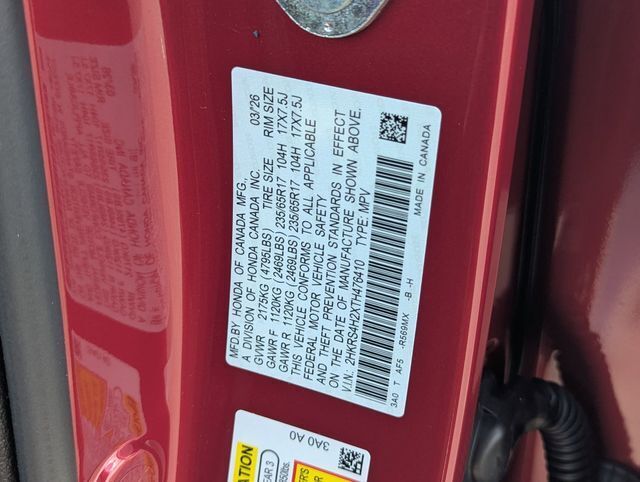 MFD.BY HONDA OF CANADA MFG. 03/26
A DIVISION OF HONDA CANADA INC.
GVWR 2175KG (4795LBS) TIRE SIZE RIM SIZE
GAWR F 1120KG (2469LBS) 235/65R17 104H 17X7.5J
GAWR R 1120KG (2469LBS) 235/65R17 104H 17X7.5J
THIS VEHICLE CONFORMS TO ALL APPLICABLE
FEDERAL MOTOR VEHICLE SAFETY
AND THEFT PREVENTION STANDARDS IN EFFECT
ON THE DATE OF MANUFACTURE SHOWN ABOVE.
V.I.N.: 2HKRS4H2XTH476410 TYPE: MPV
3A0 T AF5 -R569MX -B -H
MADE IN CANADA
3A0 A0